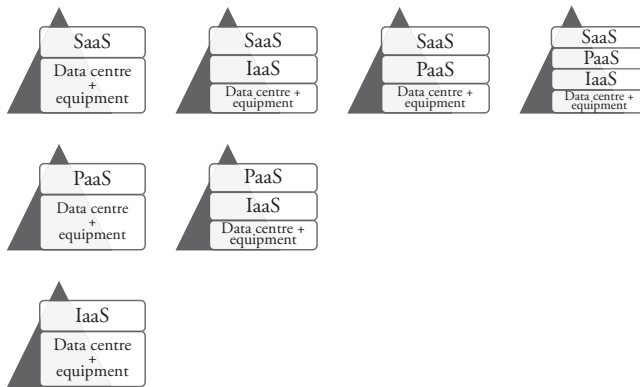 SaaS
Data centre
+
equipment
SaaS
IaaS
Data centre +
equipment
SaaS
PaaS
Data centre +
equipment
SaaS
PaaS
IaaS
Data centre +
equipment
PaaS
Data centre
+
equipment
PaaS
IaaS
Data centre +
equipment
IaaS
Data centre
+
equipment